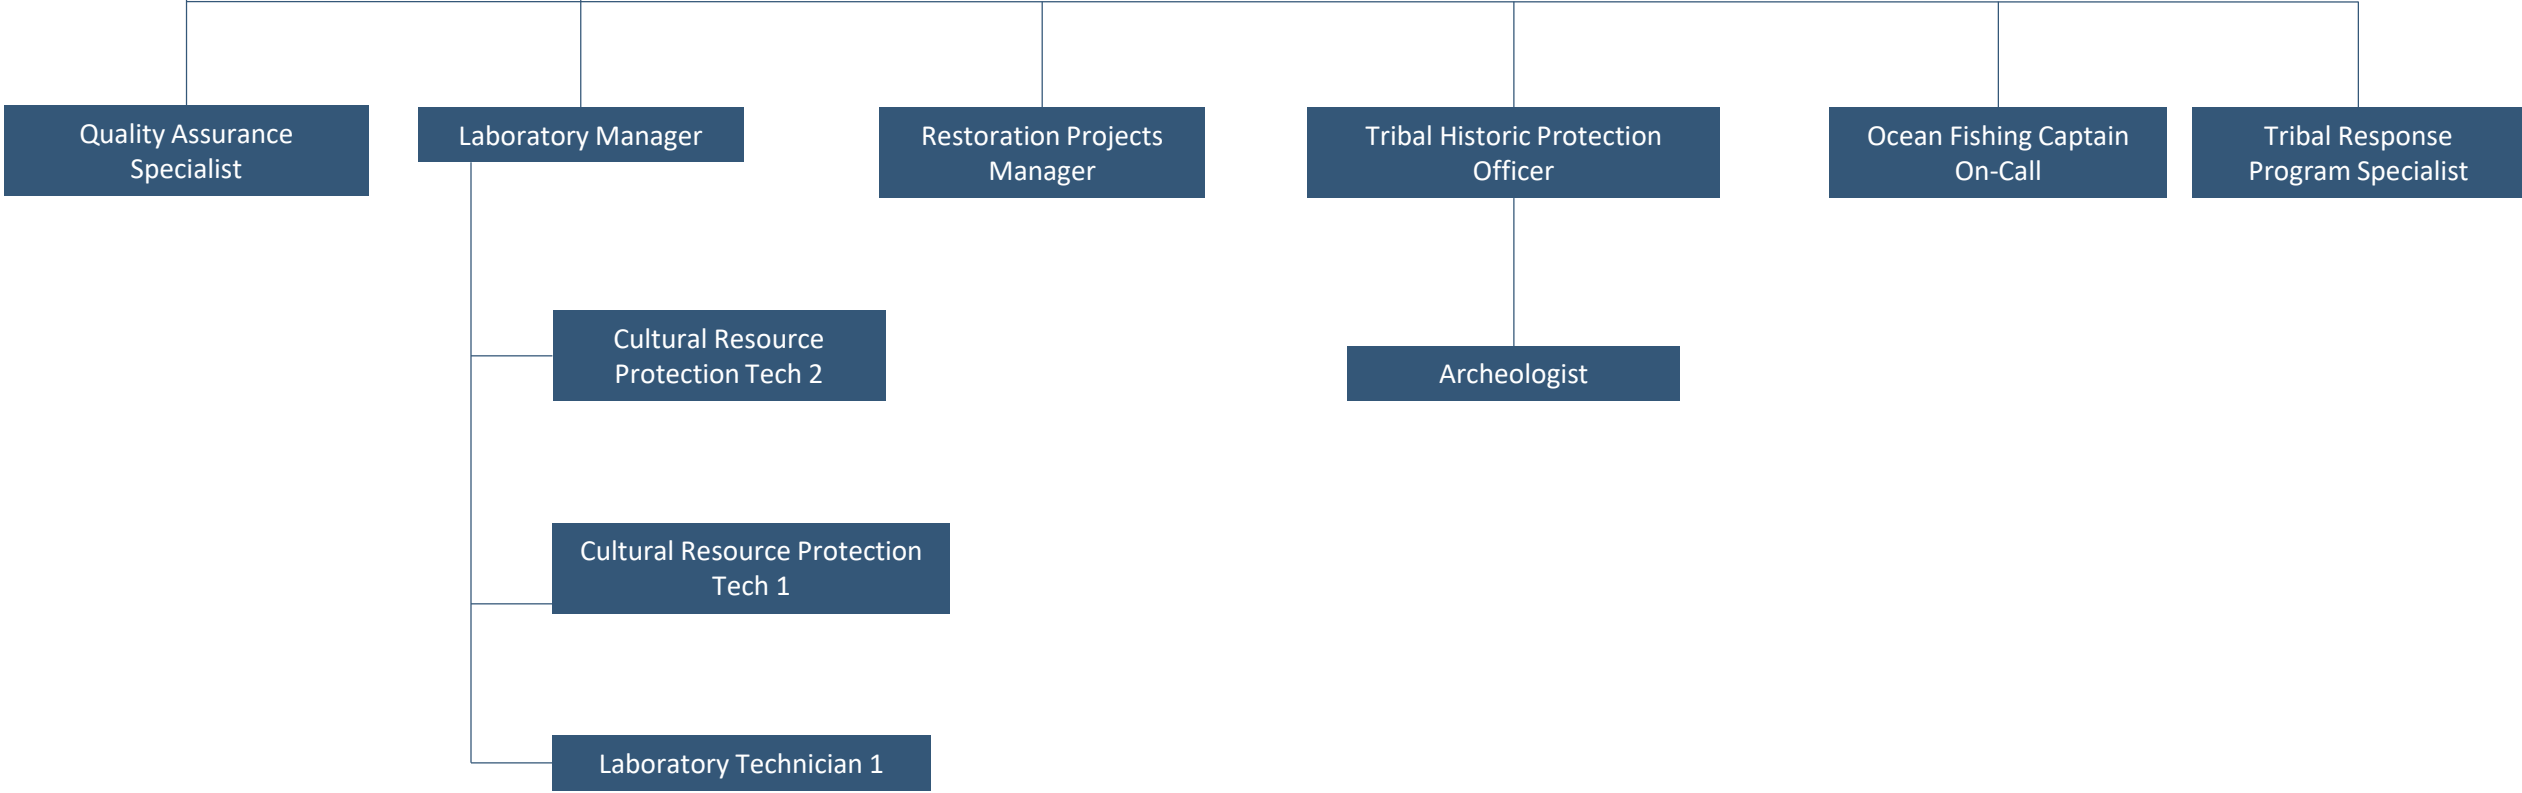 Quality Assurance
Specialist
Laboratory Manager
Restoration Projects
Manager
Tribal Historic Protection
Officer
Ocean Fishing Captain
On-Call
Tribal Response
Program Specialist
Cultural Resource
Protection Tech 2
Archeologist
Cultural Resource Protection
Tech 1
Laboratory Technician 1